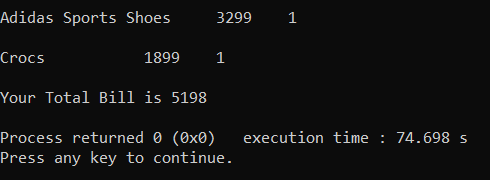 Adidas Sports Shoes     3299    1
Crocs           1899    1
Your Total Bill is 5198
Process returned 0 (0x0)   execution time : 74.698 s
Press any key to continue.